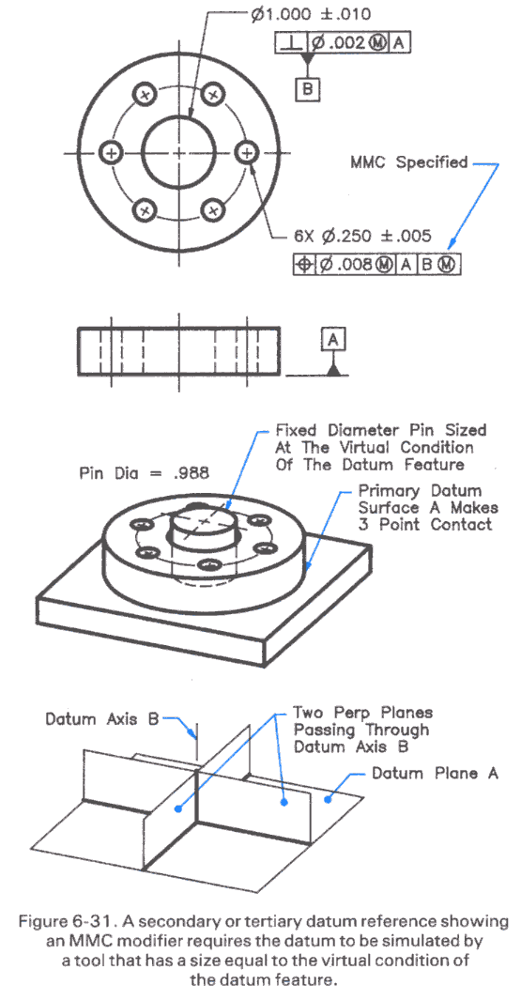 Ø1.000 ±.010
⊥ Ø.002 Ⓜ A
B
MMC Specified
6X Ø.250 ±.005
⌖ Ø.008 Ⓜ A B Ⓜ
A
Fixed Diameter Pin Sized
At The Virtual Condition
Of The Datum Feature
Pin Dia = .988
Primary Datum
Surface A Makes
3 Point Contact
Datum Axis B
Two Perp Planes
Passing Through
Datum Axis B
Datum Plane A
Figure 6-31. A secondary or tertiary datum reference showing
an MMC modifier requires the datum to be simulated by
a tool that has a size equal to the virtual condition of
the datum feature.